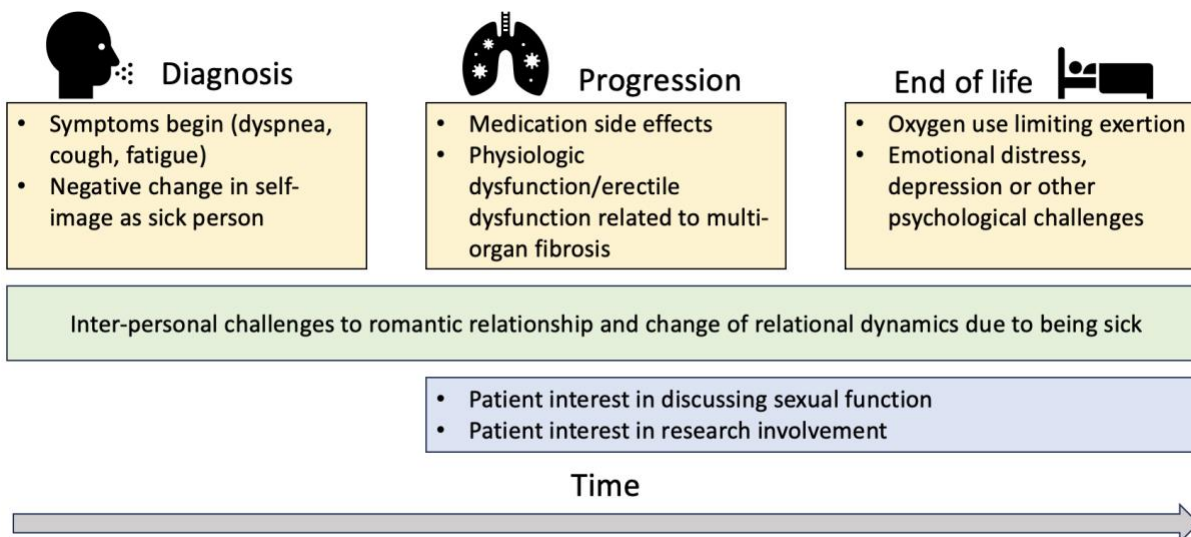 Diagnosis
• Symptoms begin (dyspnea,
cough, fatigue)
• Negative change in self-
image as sick person
Progression
• Medication side effects
• Physiologic
dysfunction/erectile
dysfunction related to multi-
organ fibrosis
End of life
• Oxygen use limiting exertion
• Emotional distress,
depression or other
psychological challenges
Inter-personal challenges to romantic relationship and change of relational dynamics due to being sick
• Patient interest in discussing sexual function
• Patient interest in research involvement
Time